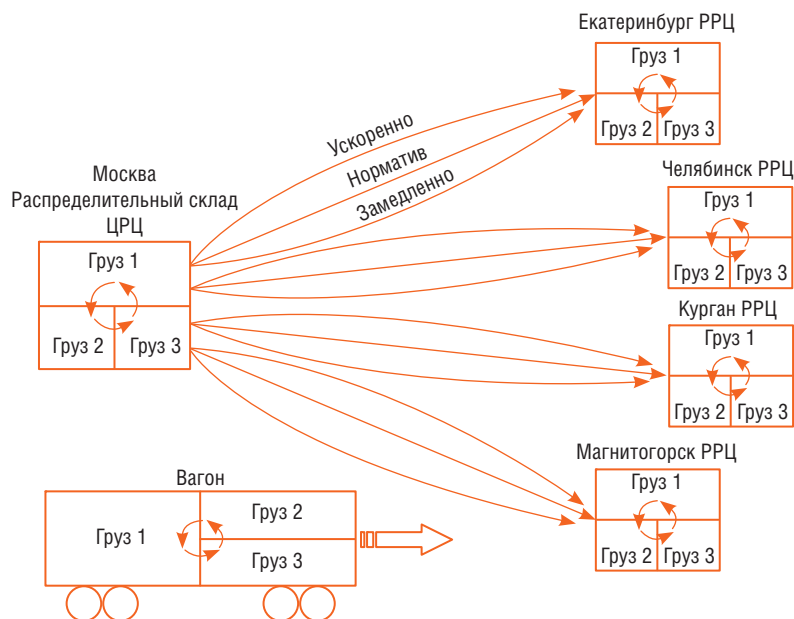 Екатеринбург РРЦ
Груз 1
Груз 2
Груз 3
Ускоренно
Норматив
Замедленно
Москва
Распределительный склад
ЦРЦ
Груз 1
Груз 2
Груз 3
Челябинск РРЦ
Груз 1
Груз 2
Груз 3
Курган РРЦ
Груз 1
Груз 2
Груз 3
Магнитогорск РРЦ
Груз 1
Груз 2
Груз 3
Вагон
Груз 1
Груз 2
Груз 3